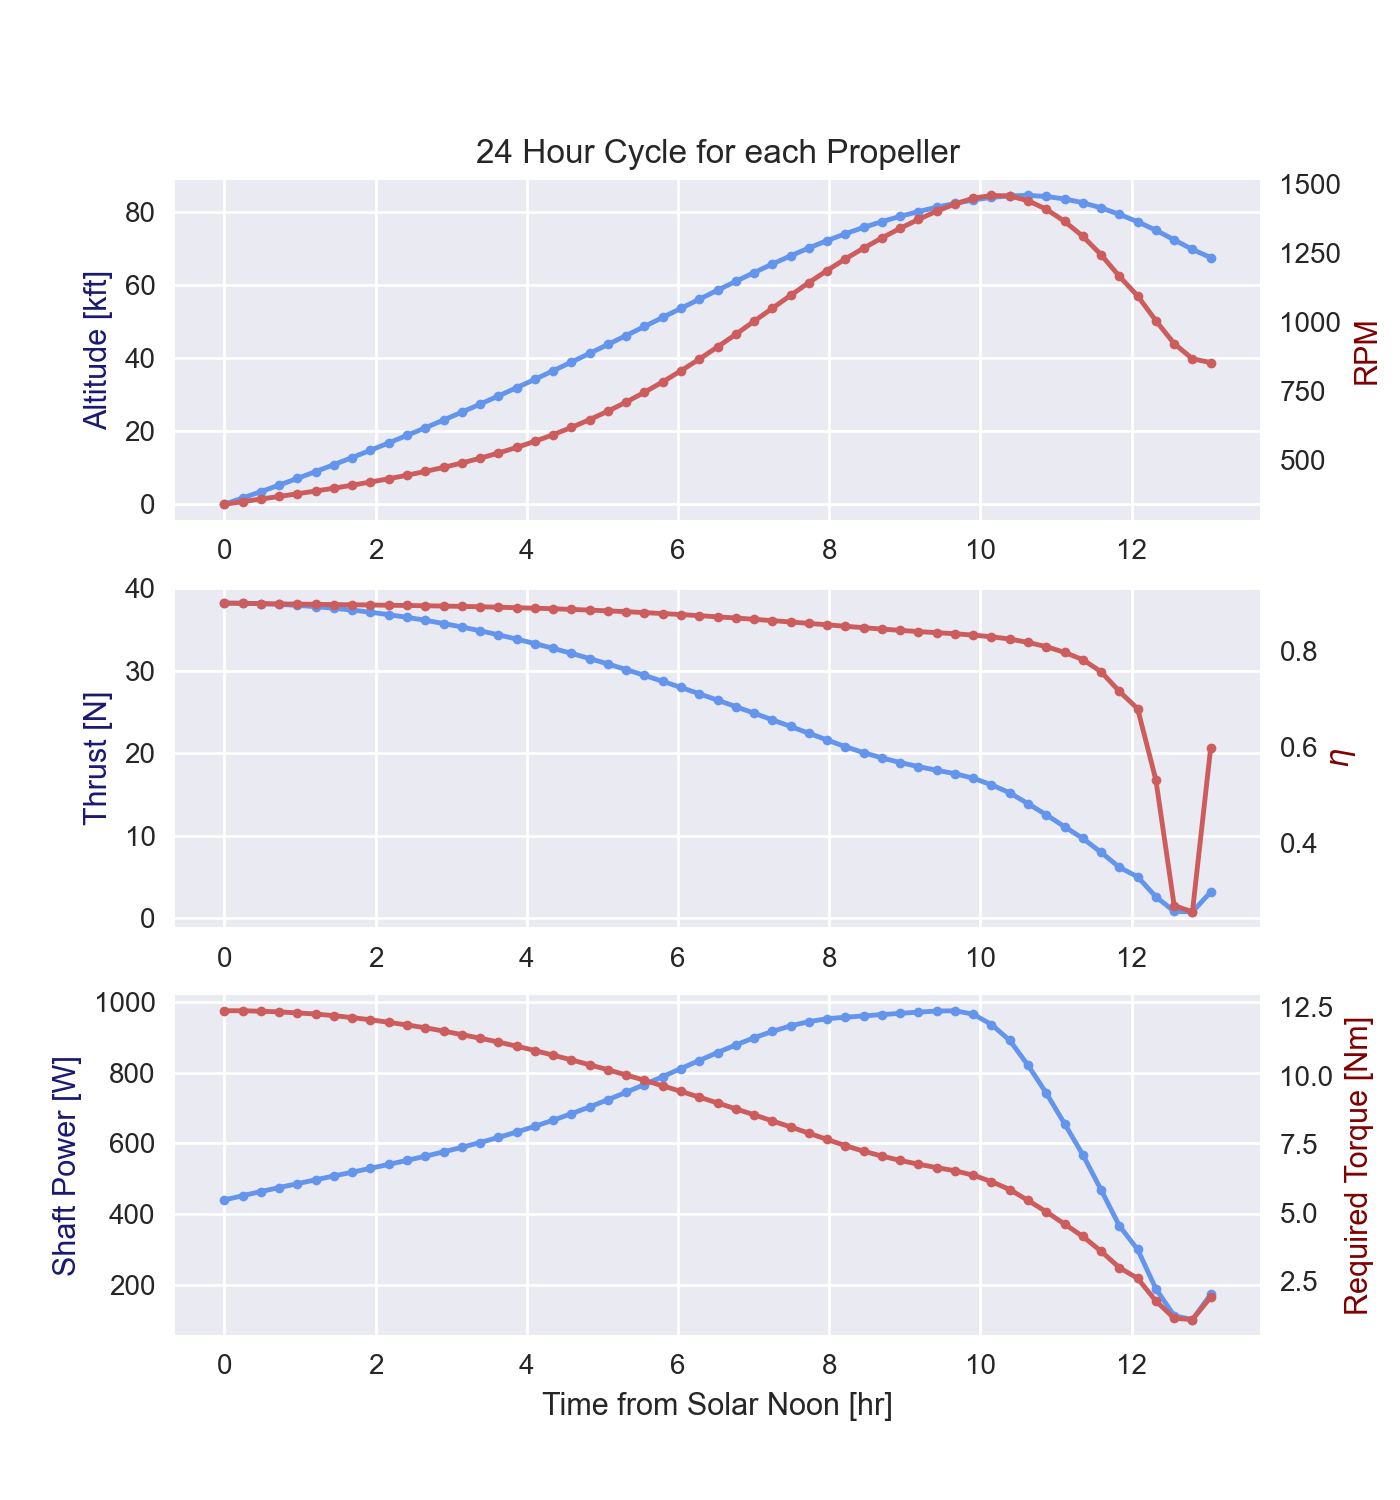 24 Hour Cycle for each Propeller
80
60
40
20
0
Altitude [kft]
1500
1250
1000
750
500
RPM
0 2 4 6 8 10 12
40
30
20
10
0
Thrust [N]
0.8
0.6
0.4
η
0 2 4 6 8 10 12
1000
800
600
400
200
Shaft Power [W]
12.5
10.0
7.5
5.0
2.5
Required Torque [Nm]
0 2 4 6 8 10 12
Time from Solar Noon [hr]